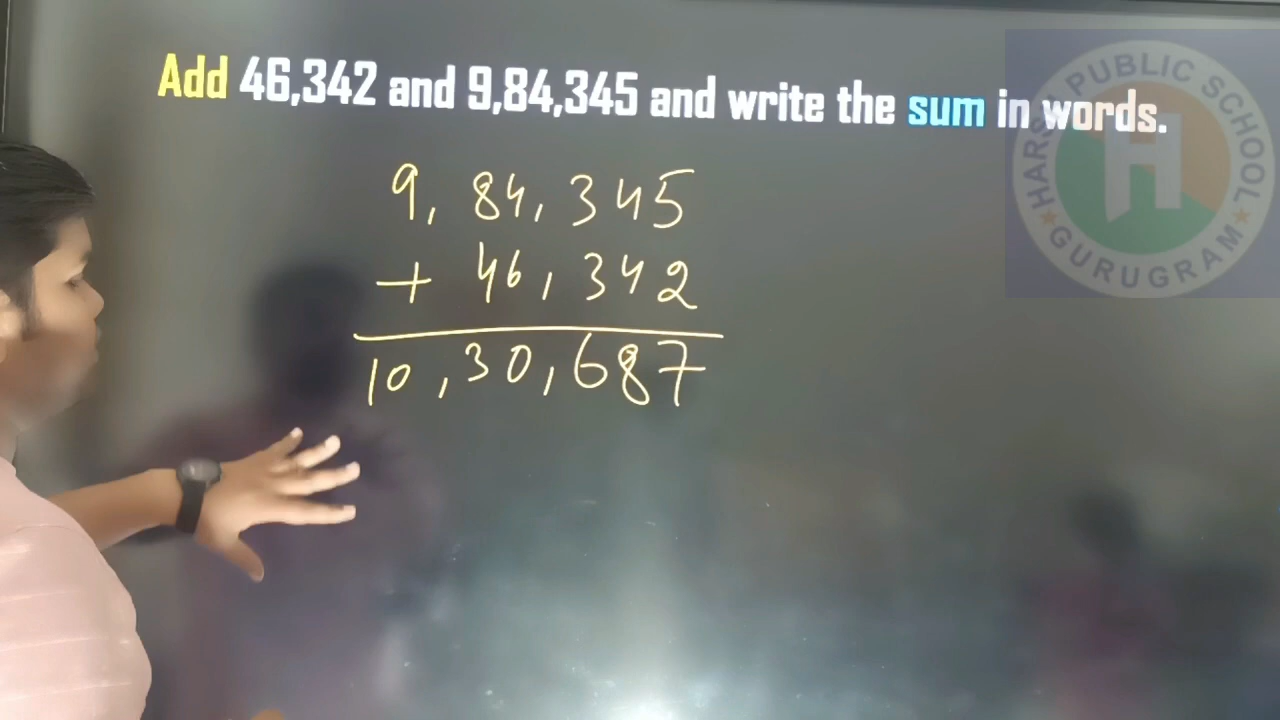 Add 46,342 and 9,84,345 and write the sum in words.
9,84,345
+ 46,342
10,30,687
HARSH PUBLIC SCHOOL
H
GURUGRAM